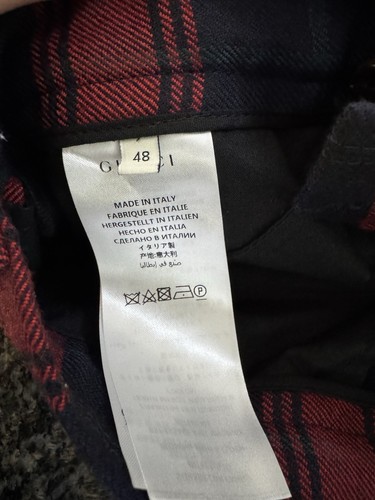 48
GUCCI
MADE IN ITALY
FABRIQUE EN ITALIE
HERGESTELLT IN ITALIEN
HECHO EN ITALIA
СДЕЛАНО В ИТАЛИИ
イタリア製
产地:意大利
صنع في إيطاليا
P